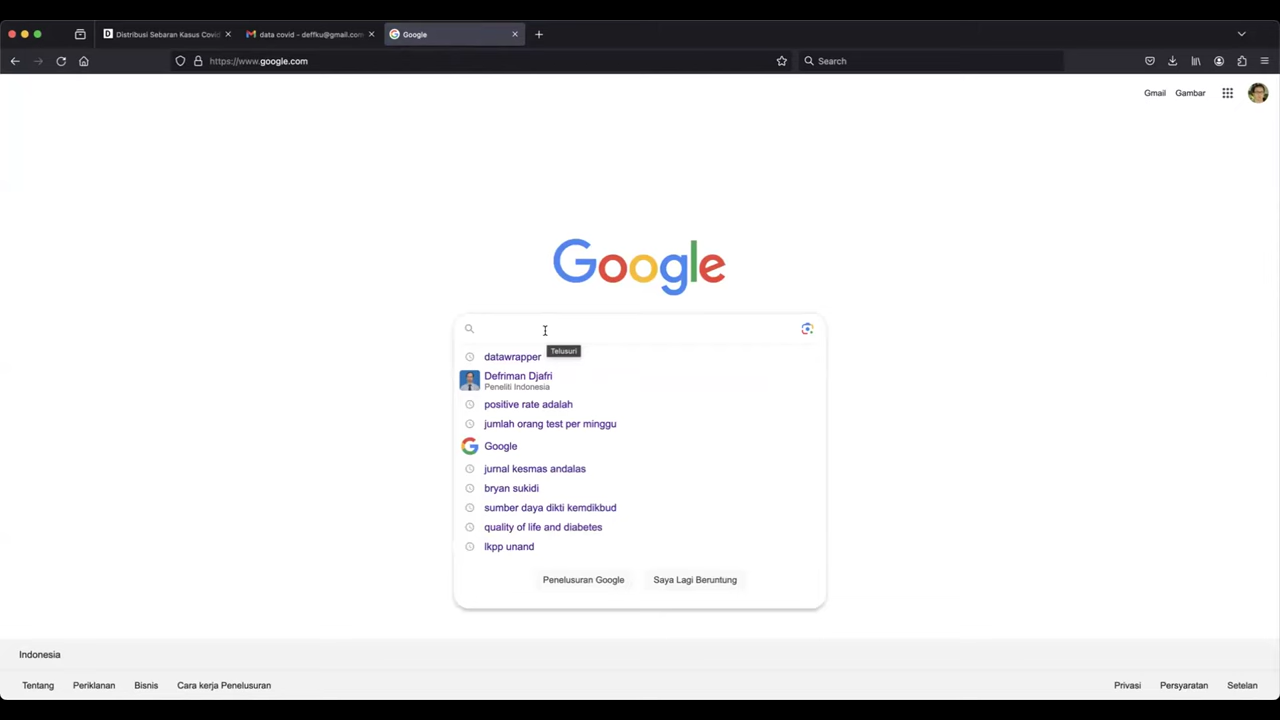 Distribusi Sebaran Kasus Covid
data covid – deffku@gmail.com
Google
https://www.google.com
Search
Gmail
Gambar
Google
Telusuri
datawrapper
Defriman Djafri
Peneliti Indonesia
positive rate adalah
jumlah orang test per minggu
Google
jurnal kesmas andalas
bryan sukidi
sumber daya dikti kemdikbud
quality of life and diabetes
lkpp unand
Penelusuran Google
Saya Lagi Beruntung
Indonesia
Tentang
Periklanan
Bisnis
Cara kerja Penelusuran
Privasi
Persyaratan
Setelan